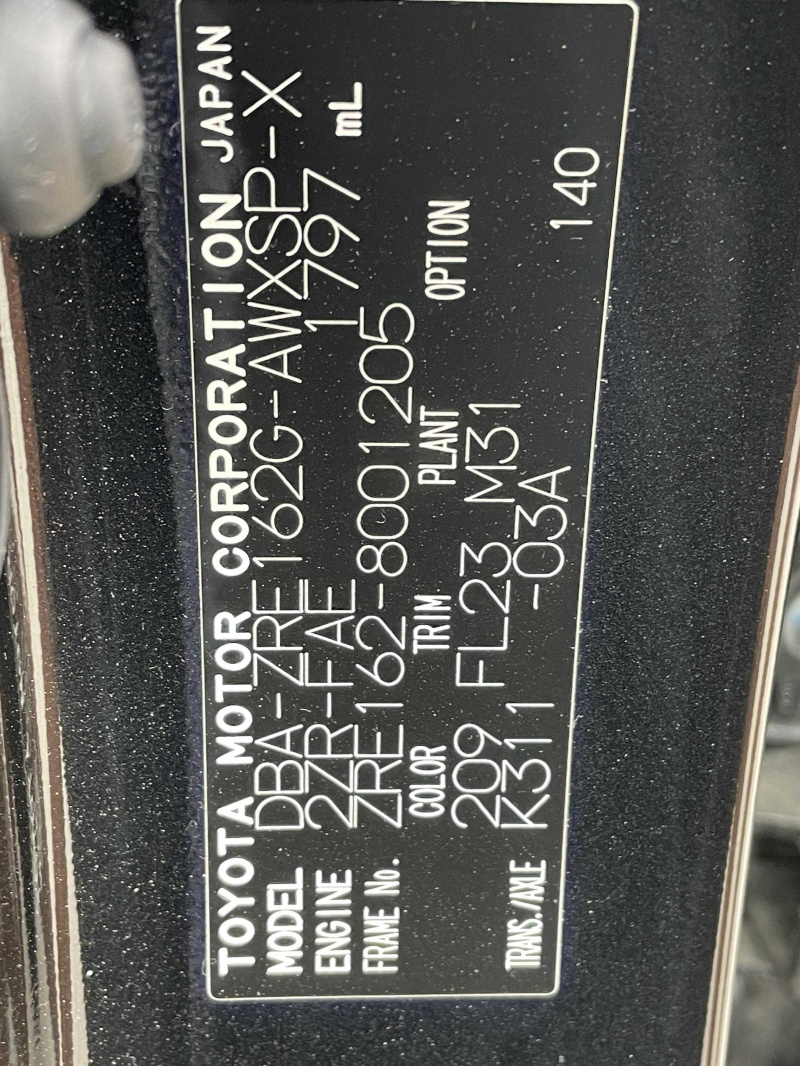 TOYOTA MOTOR CORPORATION JAPAN
MODEL DBA-ZRE162G-AWXSP-X
ENGINE 2ZR-FAE 1797 mL
FRAME No. ZRE162-8001205
COLOR TRIM PLANT OPTION
209 FL23 M31
TRANS./AXLE K311 -03A 140